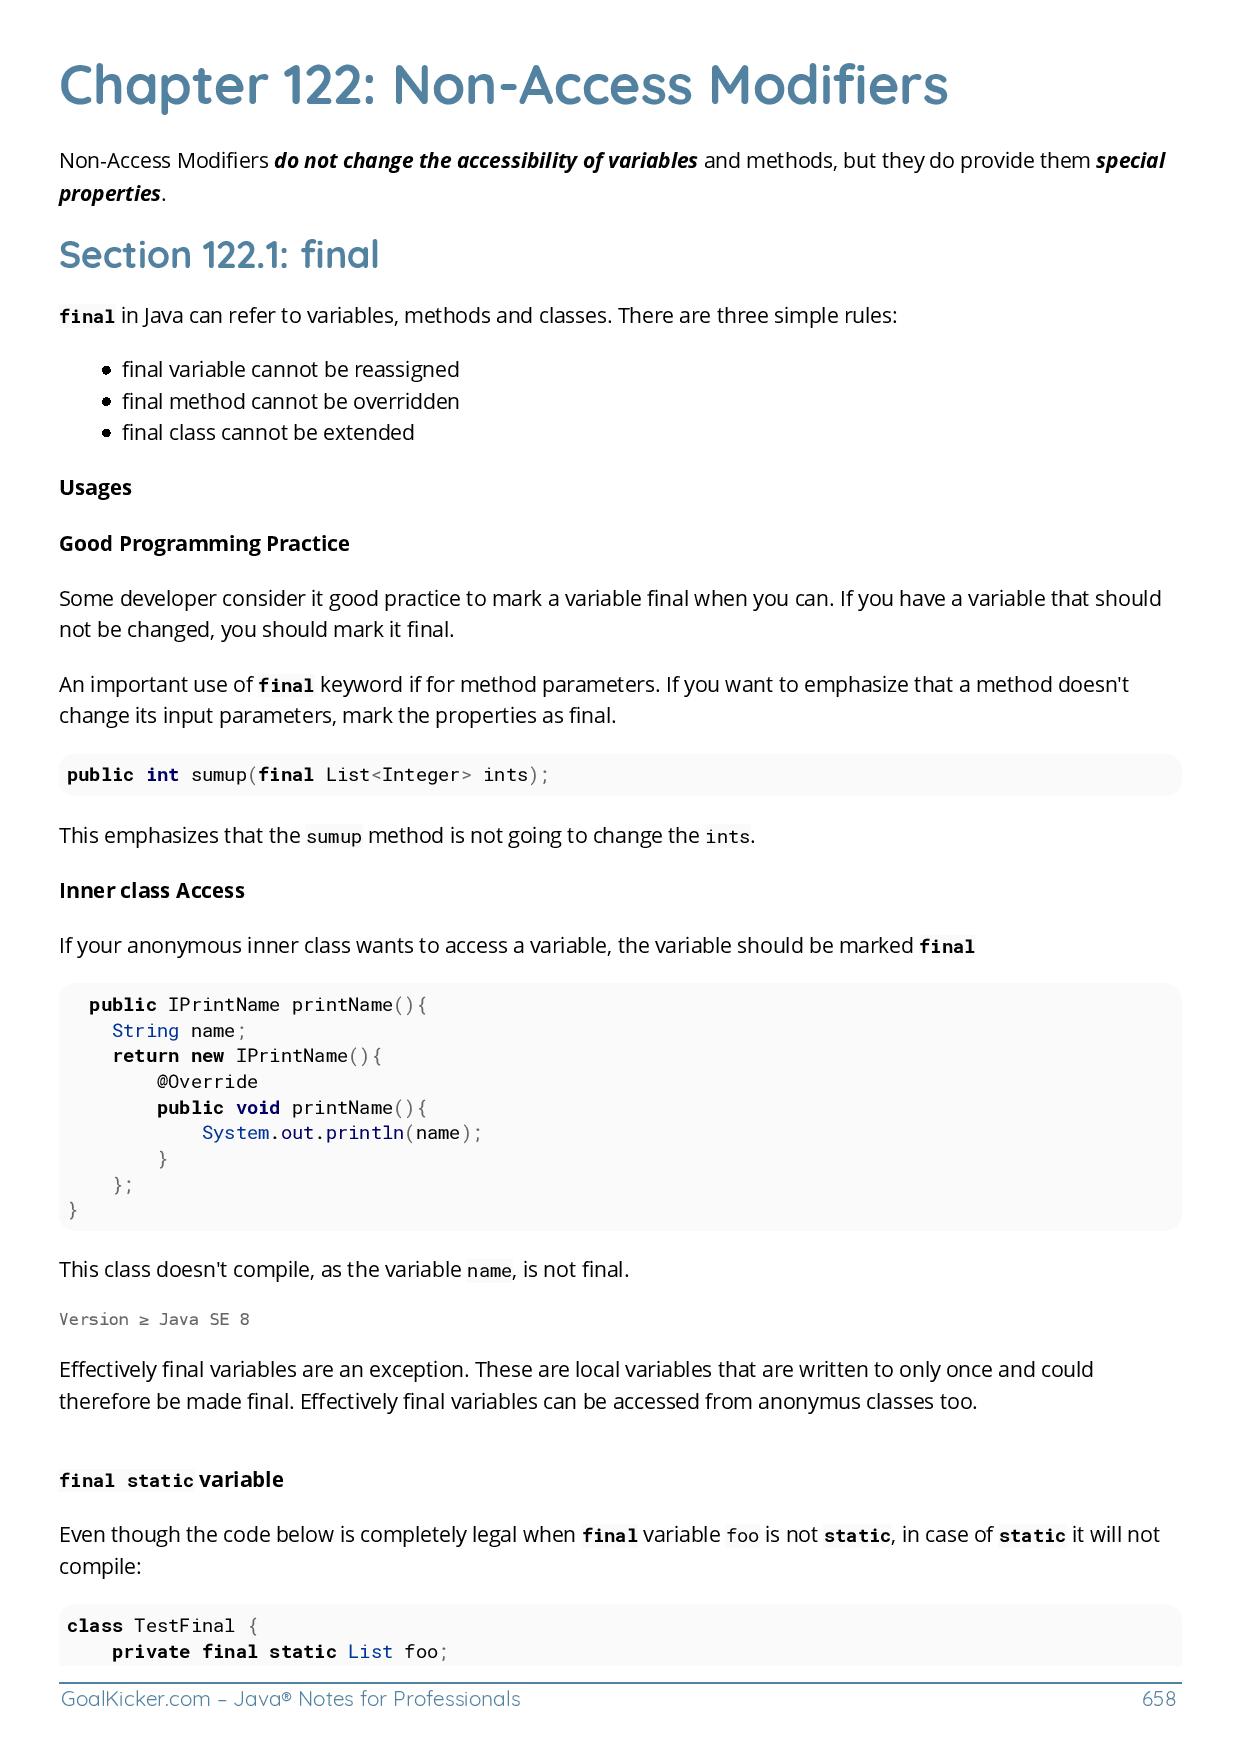 Chapter 122: Non-Access Modifiers
Non-Access Modifiers do not change the accessibility of variables and methods, but they do provide them special
properties.
Section 122.1: final
final in Java can refer to variables, methods and classes. There are three simple rules:
● final variable cannot be reassigned
● final method cannot be overridden
● final class cannot be extended
Usages
Good Programming Practice
Some developer consider it good practice to mark a variable final when you can. If you have a variable that should
not be changed, you should mark it final.
An important use of final keyword if for method parameters. If you want to emphasize that a method doesn't
change its input parameters, mark the properties as final.
public int sumup(final List<Integer> ints);
This emphasizes that the sumup method is not going to change the ints.
Inner class Access
If your anonymous inner class wants to access a variable, the variable should be marked final
  public IPrintName printName(){
    String name;
    return new IPrintName(){
        @Override
        public void printName(){
            System.out.println(name);
        }
    };
}
This class doesn't compile, as the variable name, is not final.
Version ≥ Java SE 8
Effectively final variables are an exception. These are local variables that are written to only once and could
therefore be made final. Effectively final variables can be accessed from anonymus classes too.
final static variable
Even though the code below is completely legal when final variable foo is not static, in case of static it will not
compile:
class TestFinal {
    private final static List foo;
GoalKicker.com – Java® Notes for Professionals 658